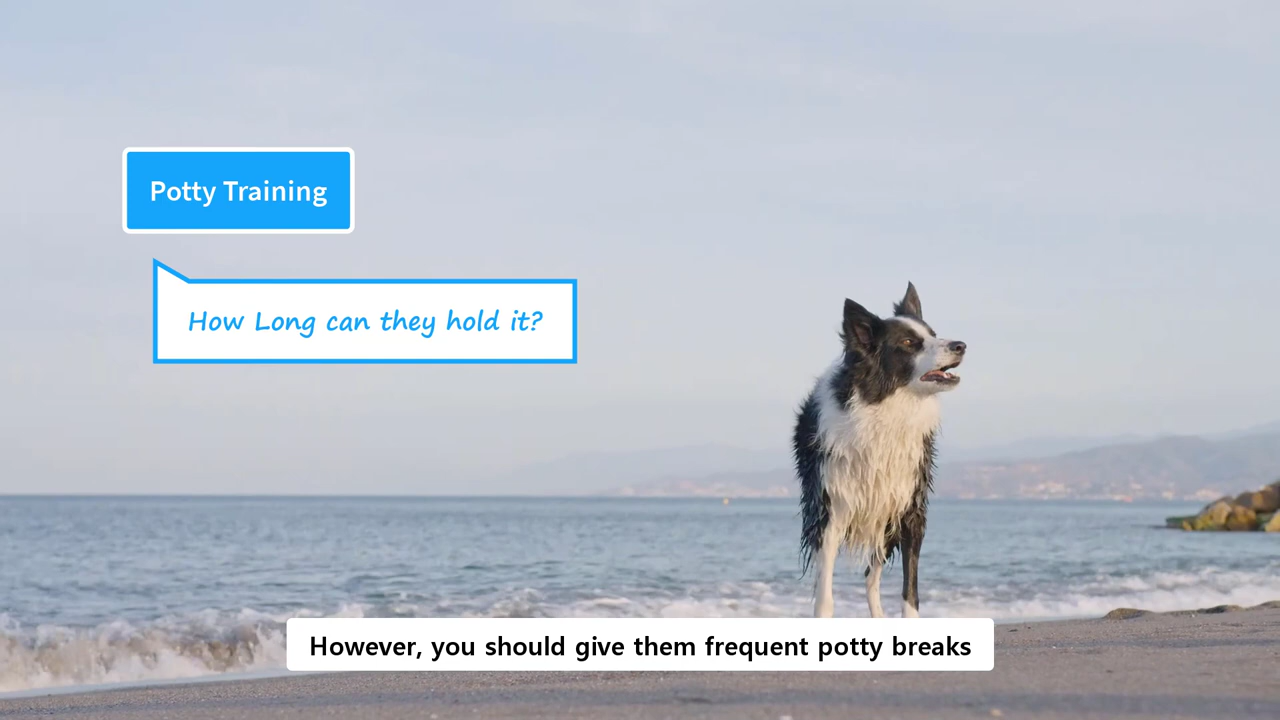 Potty Training
How Long can they hold it?
However, you should give them frequent potty breaks